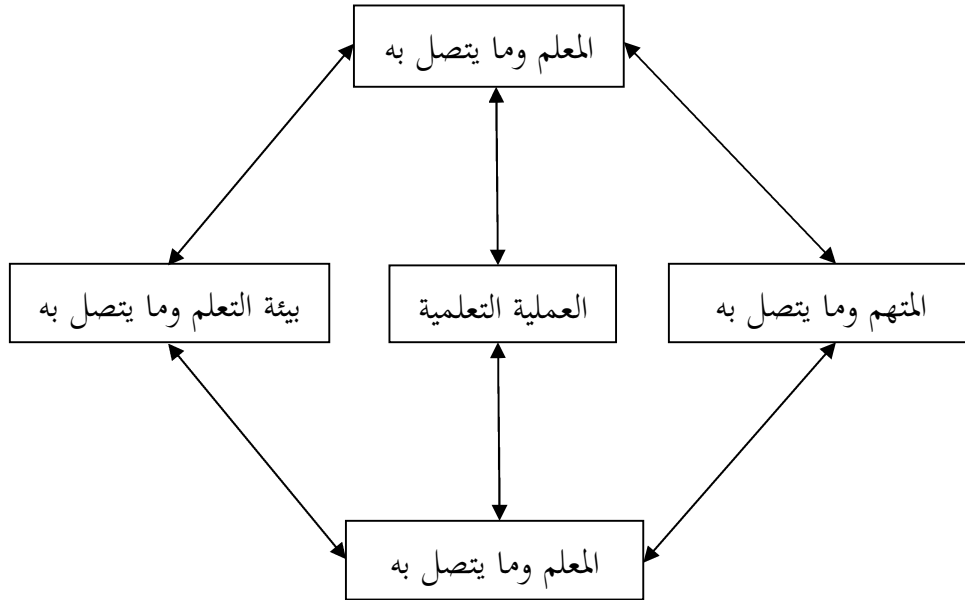 المعلم وما يتصل به
المتهم وما يتصل به
العملية التعلمية
بيئة التعلم وما يتصل به
المعلم وما يتصل به